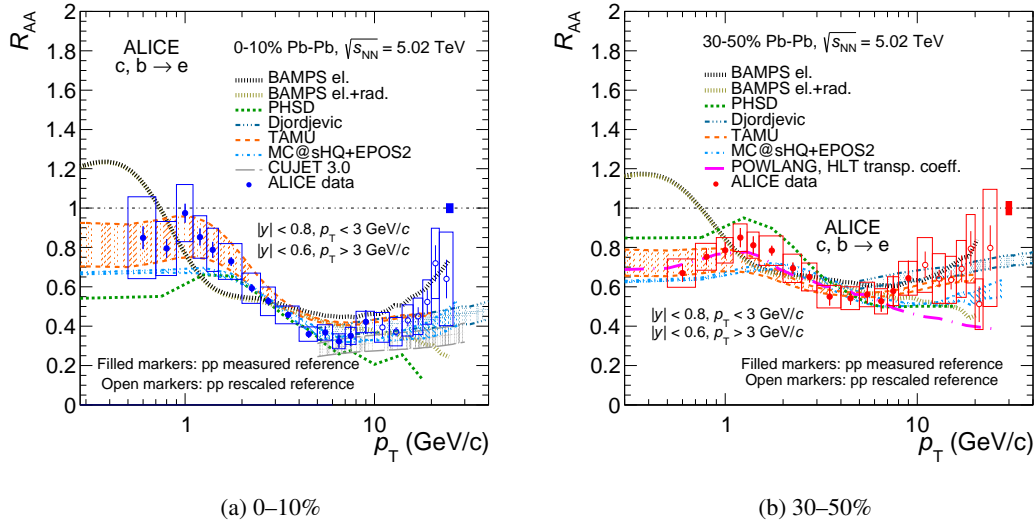 R_AA
2
1.8
1.6
1.4
1.2
1
0.8
0.6
0.4
0.2
0
ALICE
c, b → e
0-10% Pb-Pb, √s_NN = 5.02 TeV
BAMPS el.
BAMPS el.+rad.
PHSD
Djordjevic
TAMU
MC@sHQ+EPOS2
CUJET 3.0
ALICE data
|y| < 0.8, p_T < 3 GeV/c
|y| < 0.6, p_T > 3 GeV/c
Filled markers: pp measured reference
Open markers: pp rescaled reference
1
10
p_T (GeV/c)
(a) 0–10%
R_AA
2
1.8
1.6
1.4
1.2
1
0.8
0.6
0.4
0.2
0
30-50% Pb-Pb, √s_NN = 5.02 TeV
BAMPS el.
BAMPS el.+rad.
PHSD
Djordjevic
TAMU
MC@sHQ+EPOS2
POWLANG, HLT transp. coeff.
ALICE data
ALICE
c, b → e
|y| < 0.8, p_T < 3 GeV/c
|y| < 0.6, p_T > 3 GeV/c
Filled markers: pp measured reference
Open markers: pp rescaled reference
1
10
p_T (GeV/c)
(b) 30–50%